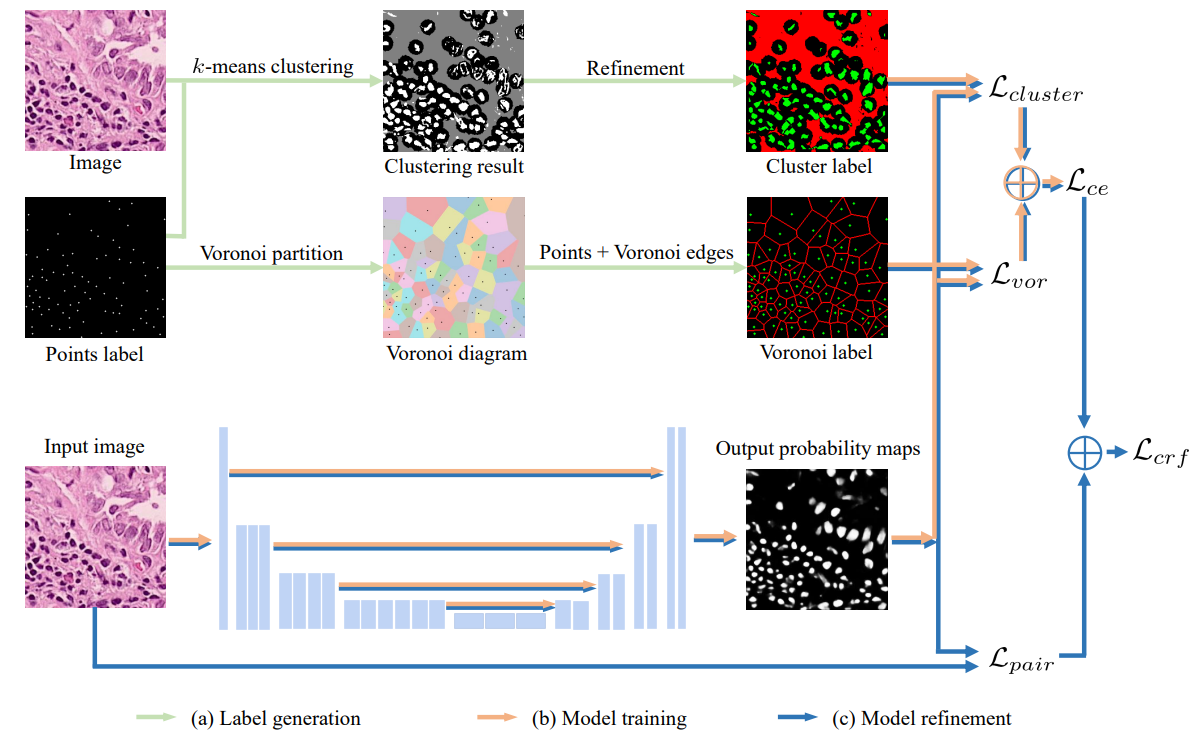 k-means clustering
Refinement
ℒcluster
Image
Clustering result
Cluster label
ℒce
Voronoi partition
Points + Voronoi edges
ℒvor
Points label
Voronoi diagram
Voronoi label
Input image
Output probability maps
ℒcrf
ℒpair
(a) Label generation
(b) Model training
(c) Model refinement